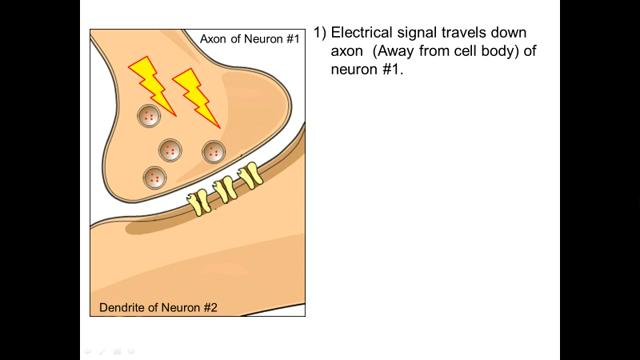 Axon of Neuron #1
1) Electrical signal travels down
axon  (Away from cell body) of
neuron #1.
Dendrite of Neuron #2